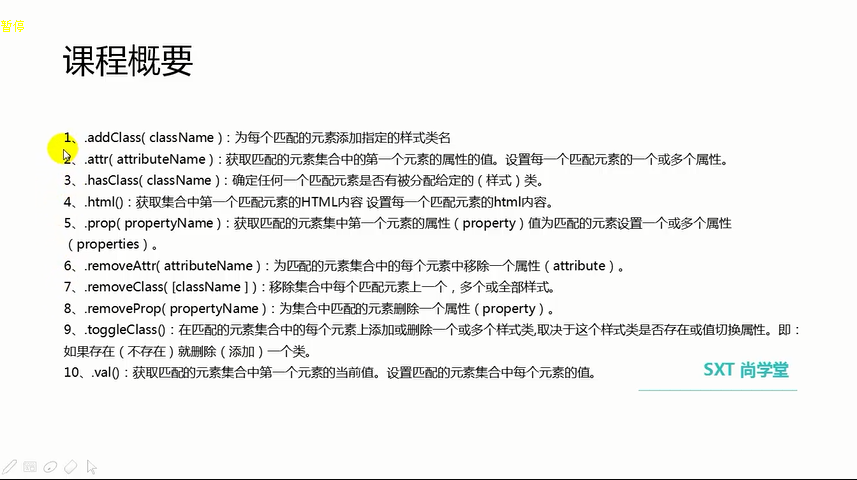 暂停
课程概要
1、.addClass( className )：为每个匹配的元素添加指定的样式类名
2、.attr( attributeName )：获取匹配的元素集合中的第一个元素的属性的值。设置每一个匹配元素的一个或多个属性。
3、.hasClass( className )：确定任何一个匹配元素是否有被分配给定的（样式）类。
4、.html()：获取集合中第一个匹配元素的HTML内容 设置每一个匹配元素的html内容。
5、.prop( propertyName )：获取匹配的元素集中第一个元素的属性（property）值为匹配的元素设置一个或多个属性
（properties）。
6、.removeAttr( attributeName )：为匹配的元素集合中的每个元素中移除一个属性（attribute）。
7、.removeClass( [className ] )：移除集合中每个匹配元素上一个，多个或全部样式。
8、.removeProp( propertyName )：为集合中匹配的元素删除一个属性（property）。
9、.toggleClass()：在匹配的元素集合中的每个元素上添加或删除一个或多个样式类,取决于这个样式类是否存在或值切换属性。即：
如果存在（不存在）就删除（添加）一个类。
10、.val()：获取匹配的元素集合中第一个元素的当前值。设置匹配的元素集合中每个元素的值。
SXT 尚学堂